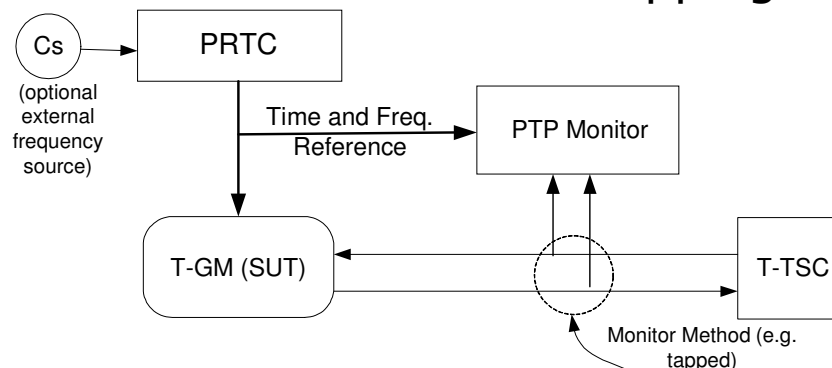 Cs
PRTC
(optional
external
frequency
source)
Time and Freq.
Reference
PTP Monitor
T-GM (SUT)
T-TSC
Monitor Method (e.g.
tapped)